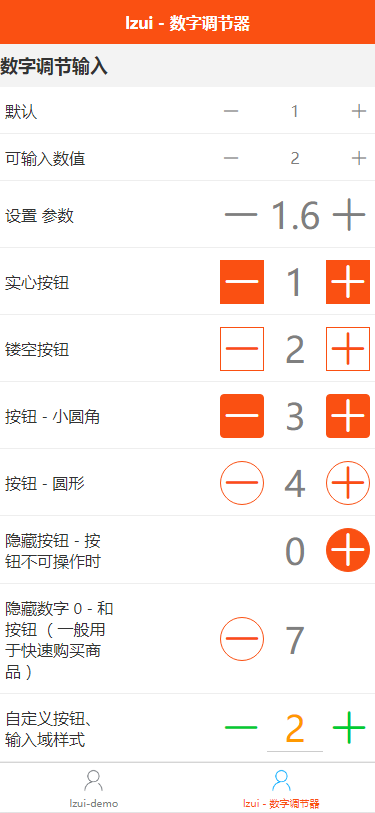 lzui - 数字调节器
数字调节输入
默认 1
可输入数值 2
设置 参数 1.6
实心按钮 1
镂空按钮 2
按钮 - 小圆角 3
按钮 - 圆形 4
隐藏按钮 - 按
钮不可操作时 0
隐藏数字 0 - 和
按钮（一般用
于快速购买商
品） 7
自定义按钮、
输入域样式 2
lzui-demo
lzui - 数字调节器